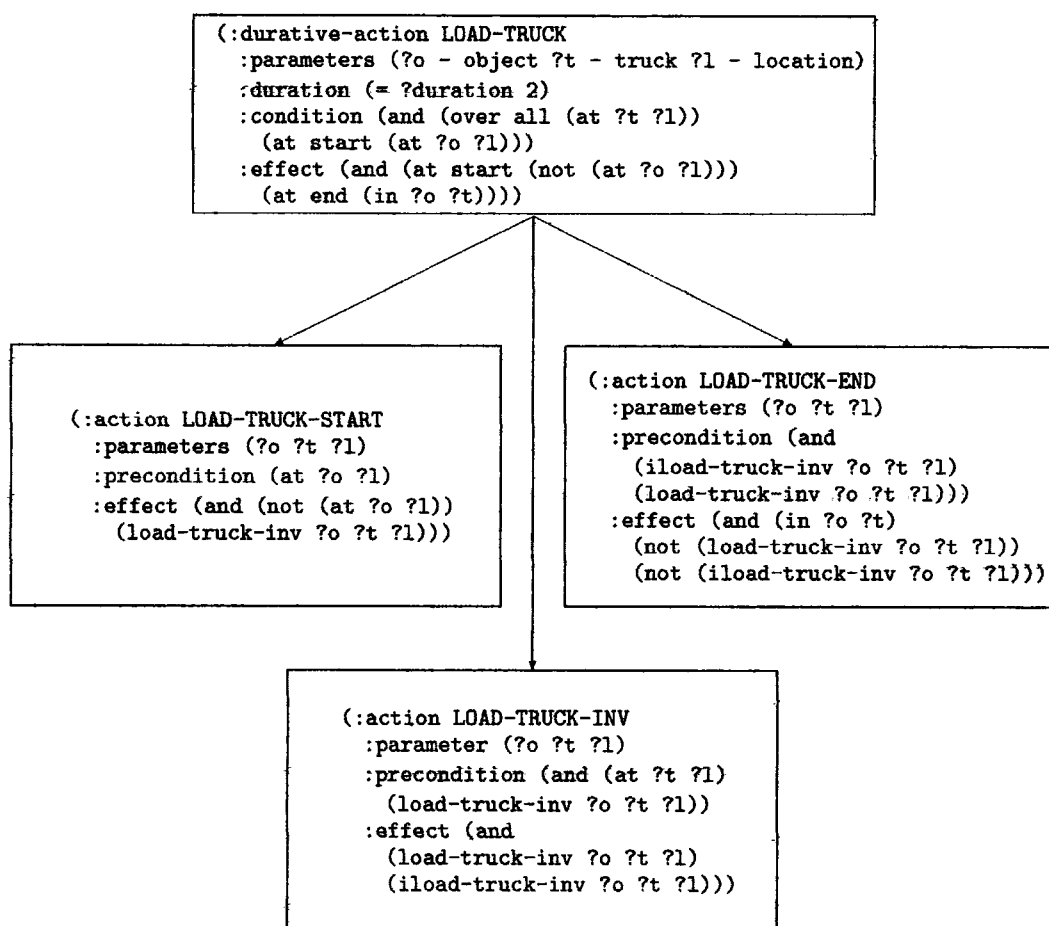 (:durative-action LOAD-TRUCK
:parameters (?o - object ?t - truck ?l - location)
:duration (= ?duration 2)
:condition (and (over all (at ?t ?l))
(at start (at ?o ?l)))
:effect (and (at start (not (at ?o ?l)))
(at end (in ?o ?t))))
(:action LOAD-TRUCK-START
:parameters (?o ?t ?l)
:precondition (at ?o ?l)
:effect (and (not (at ?o ?l))
(load-truck-inv ?o ?t ?l)))
(:action LOAD-TRUCK-END
:parameters (?o ?t ?l)
:precondition (and
(iload-truck-inv ?o ?t ?l)
(load-truck-inv ?o ?t ?l)))
:effect (and (in ?o ?t)
(not (load-truck-inv ?o ?t ?l))
(not (iload-truck-inv ?o ?t ?l)))
(:action LOAD-TRUCK-INV
:parameter (?o ?t ?l)
:precondition (and (at ?t ?l)
(load-truck-inv ?o ?t ?l))
:effect (and
(load-truck-inv ?o ?t ?l)
(iload-truck-inv ?o ?t ?l)))